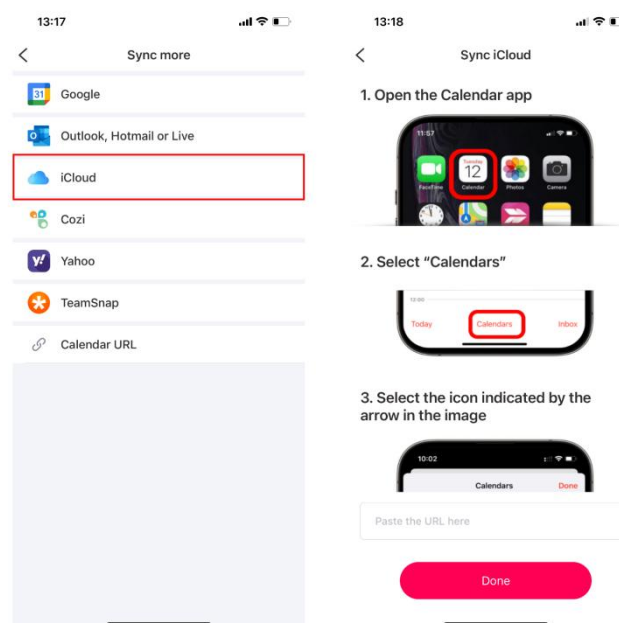 13:17
Sync more
31
Google
Outlook, Hotmail or Live
iCloud
Cozi
Yahoo
TeamSnap
Calendar URL
13:18
Sync iCloud
1. Open the Calendar app
11:57
Tuesday
12
FaceTime
Calendar
Photos
Camera
2. Select “Calendars”
12:00
Today
Calendars
Inbox
3. Select the icon indicated by the
arrow in the image
10:02
Calendars
Done
Paste the URL here
Done